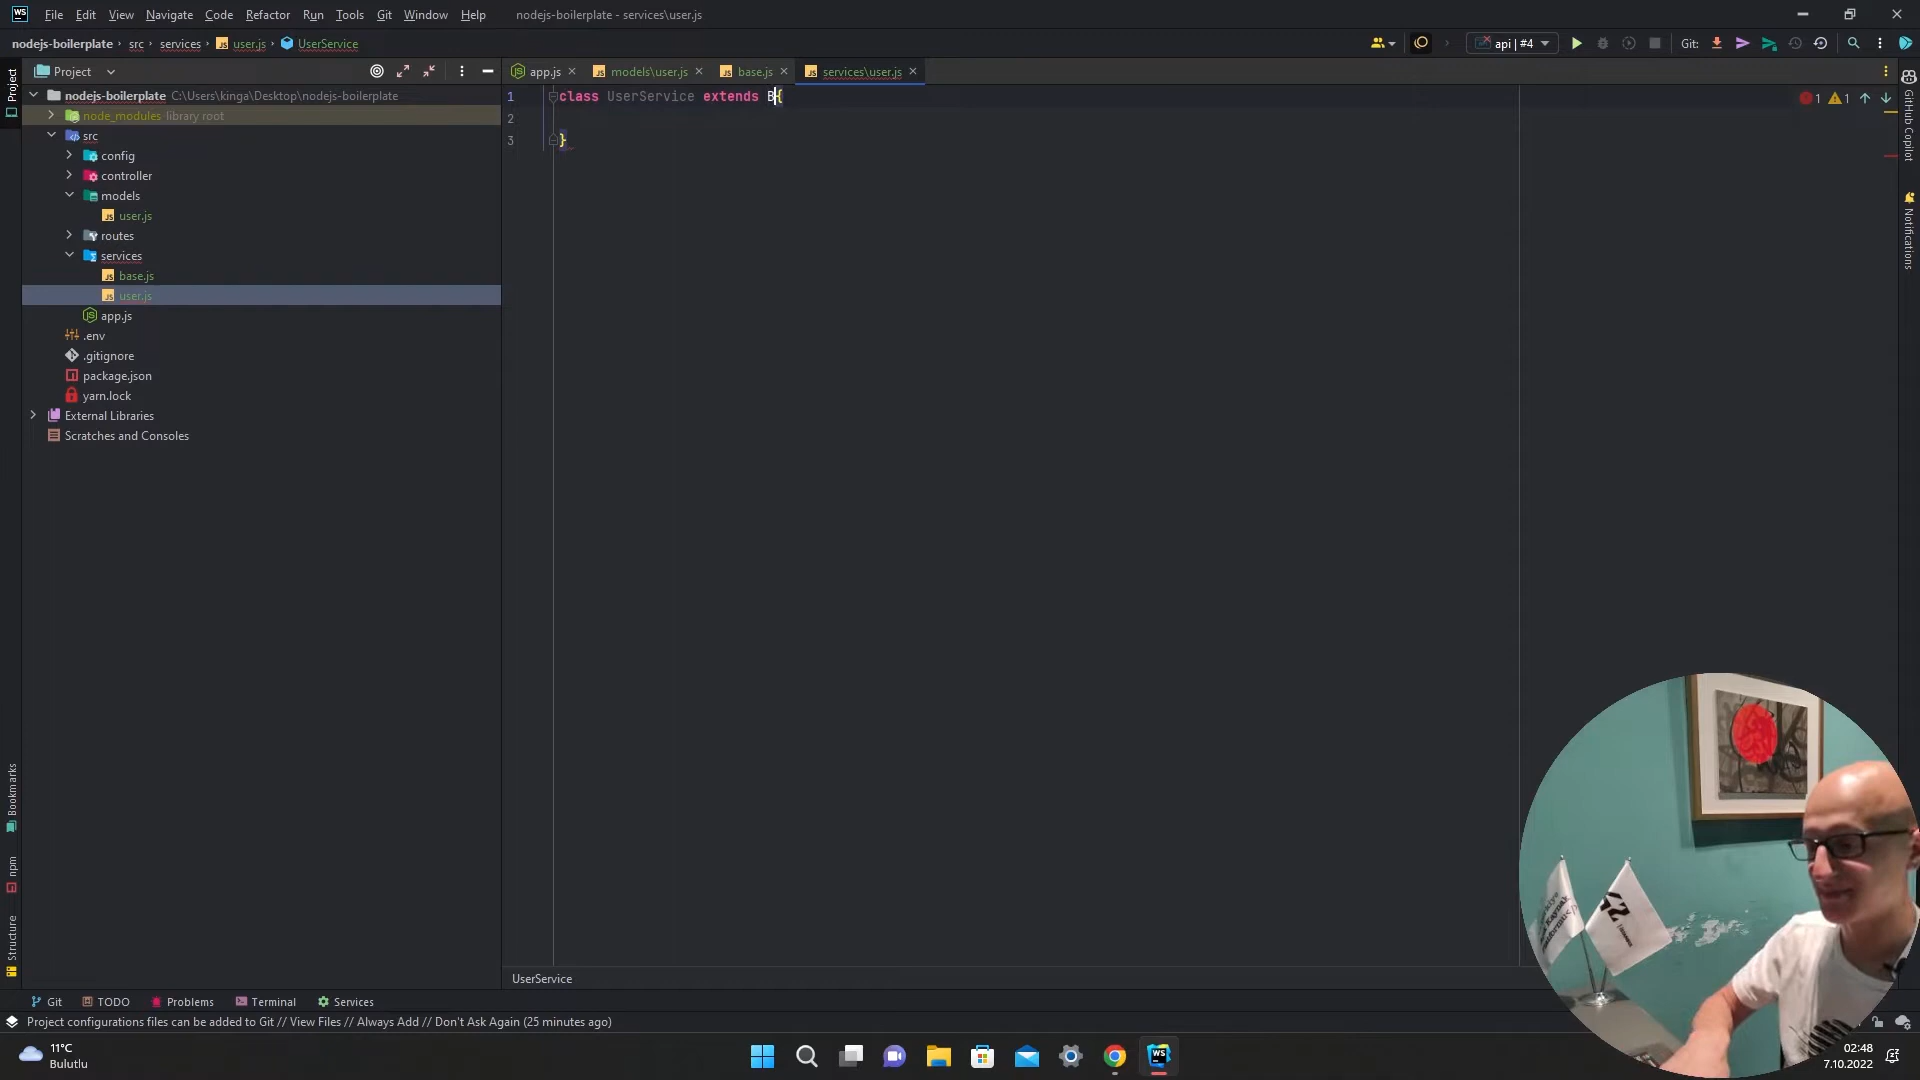 WS File Edit View Navigate Code Refactor Run Tools Git Window Help nodejs-boilerplate - services\user.js
nodejs-boilerplate src services user.js UserService api | #4 Git:
Project
Project
nodejs-boilerplate C:\Users\kinga\Desktop\nodejs-boilerplate
node_modules library root
src
config
controller
models
user.js
routes
services
base.js
user.js
app.js
.env
.gitignore
package.json
yarn.lock
External Libraries
Scratches and Consoles
app.js models\user.js base.js services\user.js
1 class UserService extends B{
2
3 }
1 1
GitHub Copilot
Notifications
Bookmarks
npm
Structure
UserService
Git TODO Problems Terminal Services
Project configurations files can be added to Git // View Files // Always Add // Don't Ask Again (25 minutes ago)
42
11°C
Bulutlu
WS
02:48
7.10.2022